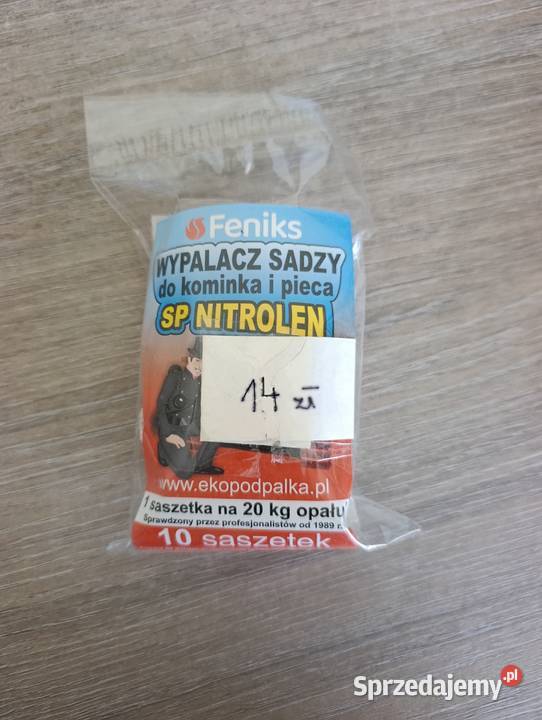 Feniks
WYPALACZ SADZY
do kominka i pieca
SP NITROLEN
14 zł
www.ekopodpalka.pl
1 saszetka na 20 kg opału
Sprawdzony przez profesjonalistów od 1989 r.
10 saszetek
Sprzedajemy.pl